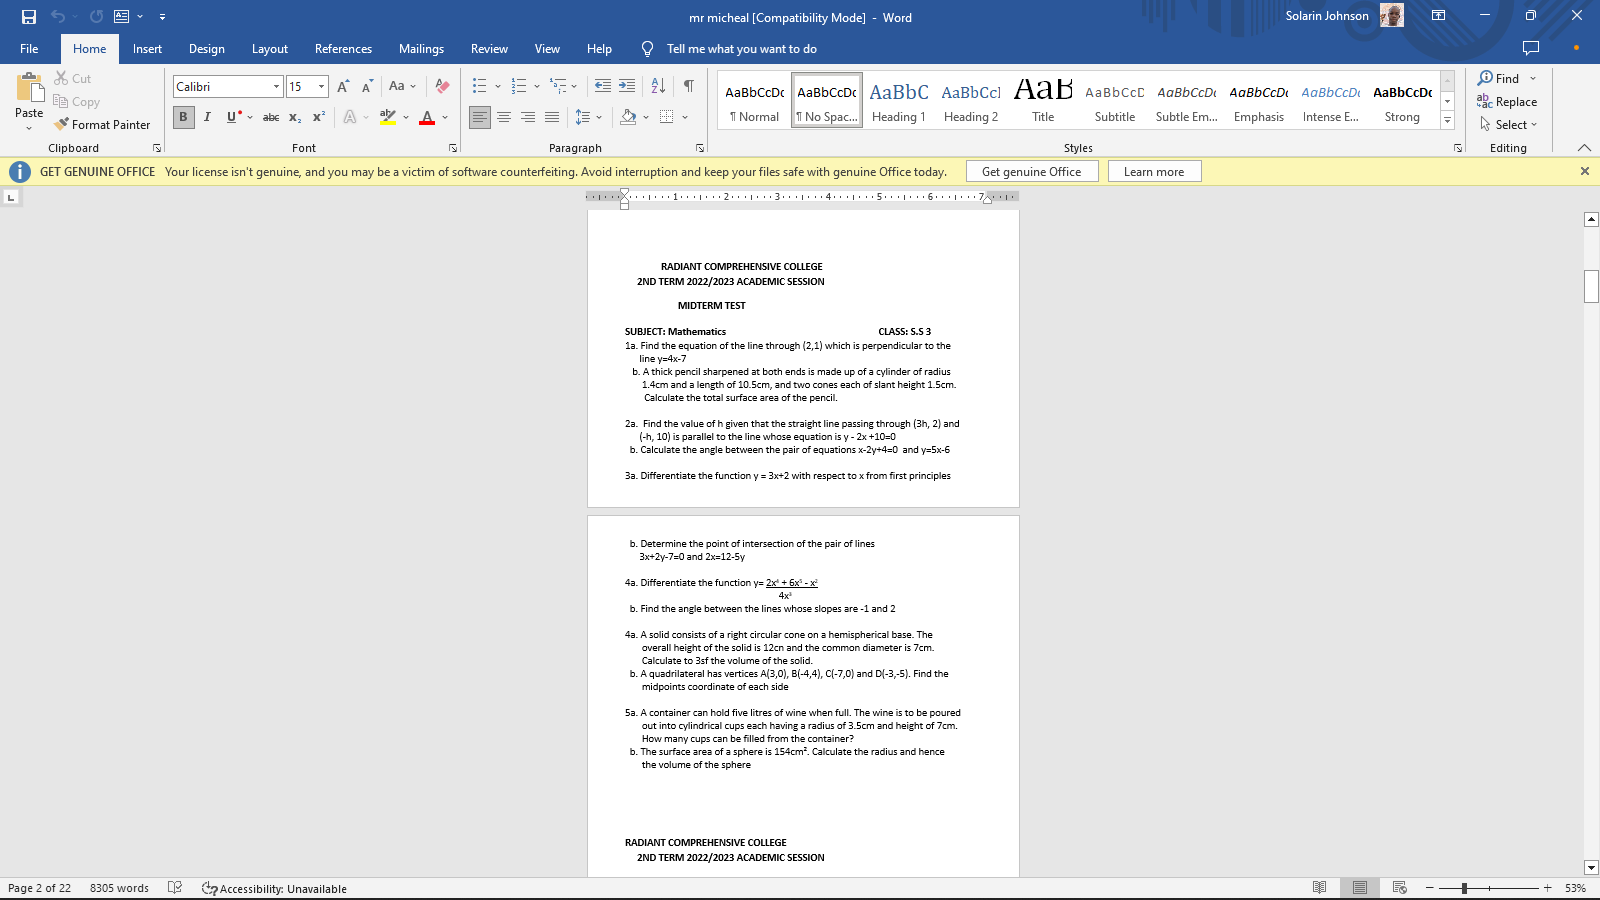 mr micheal [Compatibility Mode] - Word
Solarin Johnson
File Home Insert Design Layout References Mailings Review View Help Tell me what you want to do
Paste
Cut
Copy
Format Painter
Clipboard
Calibri 15
Font
Paragraph
AaBbCcDc AaBbCcDc AaBbC AaBbCcl AaB AaBbCcD AaBbCcDc AaBbCcDc AaBbCcDc AaBbCcDc
¶ Normal ¶ No Spac... Heading 1 Heading 2 Title Subtitle Subtle Em... Emphasis Intense E... Strong
Styles
Find
Replace
Select
Editing
GET GENUINE OFFICE Your license isn't genuine, and you may be a victim of software counterfeiting. Avoid interruption and keep your files safe with genuine Office today. Get genuine Office Learn more
1 2 3 4 5 6 7
RADIANT COMPREHENSIVE COLLEGE
2ND TERM 2022/2023 ACADEMIC SESSION
MIDTERM TEST
SUBJECT: Mathematics CLASS: S.S 3
1a. Find the equation of the line through (2,1) which is perpendicular to the
line y=4x-7
b. A thick pencil sharpened at both ends is made up of a cylinder of radius
1.4cm and a length of 10.5cm, and two cones each of slant height 1.5cm.
Calculate the total surface area of the pencil.
2a. Find the value of h given that the straight line passing through (3h, 2) and
(-h, 10) is parallel to the line whose equation is y - 2x +10=0
b. Calculate the angle between the pair of equations x-2y+4=0 and y=5x-6
3a. Differentiate the function y = 3x+2 with respect to x from first principles
b. Determine the point of intersection of the pair of lines
3x+2y-7=0 and 2x=12-5y
4a. Differentiate the function y= 2x⁴ + 6x⁵ - x²
4x³
b. Find the angle between the lines whose slopes are -1 and 2
4a. A solid consists of a right circular cone on a hemispherical base. The
overall height of the solid is 12cn and the common diameter is 7cm.
Calculate to 3sf the volume of the solid.
b. A quadrilateral has vertices A(3,0), B(-4,4), C(-7,0) and D(-3,-5). Find the
midpoints coordinate of each side
5a. A container can hold five litres of wine when full. The wine is to be poured
out into cylindrical cups each having a radius of 3.5cm and height of 7cm.
How many cups can be filled from the container?
b. The surface area of a sphere is 154cm². Calculate the radius and hence
the volume of the sphere
RADIANT COMPREHENSIVE COLLEGE
2ND TERM 2022/2023 ACADEMIC SESSION
Page 2 of 22 8305 words Accessibility: Unavailable 53%